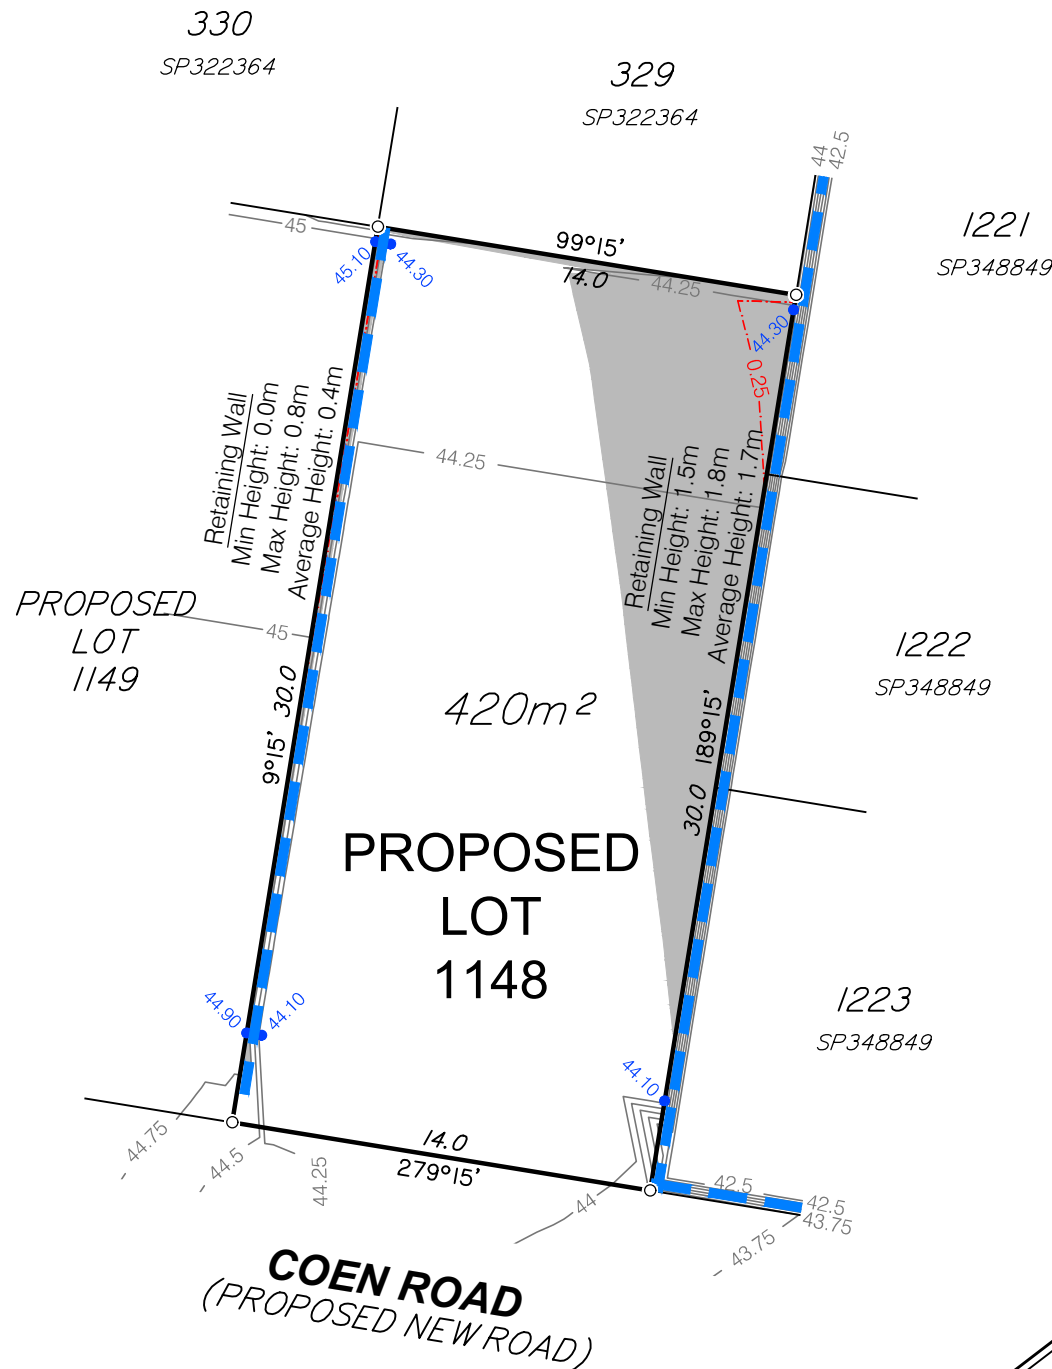 330
SP322364
329
SP322364
44
42.5
1221
SP348849
45
99°15'
14.0
44.25
45.10
44.30
44.30
0.25
Retaining Wall
Min Height: 0.0m
Max Height: 0.8m
Average Height: 0.4m
44.25
Retaining Wall
Min Height: 1.5m
Max Height: 1.8m
Average Height: 1.7m
PROPOSED
LOT
1149
45
1222
SP348849
9°15' 30.0
420m²
30.0 189°15'
PROPOSED
LOT
1148
1223
SP348849
44.90
44.10
44.10
44.75
44.5
44.25
14.0
279°15'
44
42.5
42.5
43.75
43.75
COEN ROAD
(PROPOSED NEW ROAD)